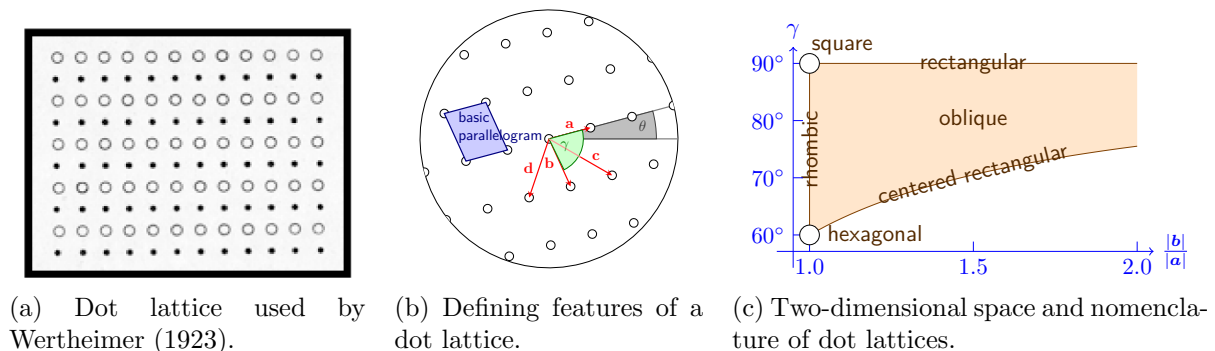 basic
parallelogram
a
θ
γ
b
c
d
γ
90°
80°
70°
60°
square
rectangular
oblique
rhombic
centered rectangular
hexagonal
1.0
1.5
2.0
|b|
|a|
(a) Dot lattice used by
Wertheimer (1923).
(b) Defining features of a
dot lattice.
(c) Two-dimensional space and nomencla-
ture of dot lattices.